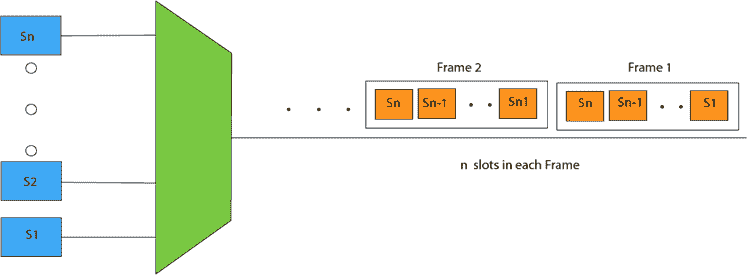 Sn
Frame 2
Frame 1
Sn Sn-1 . . Sn1
Sn Sn-1 . . S1
n slots in each Frame
S2
S1